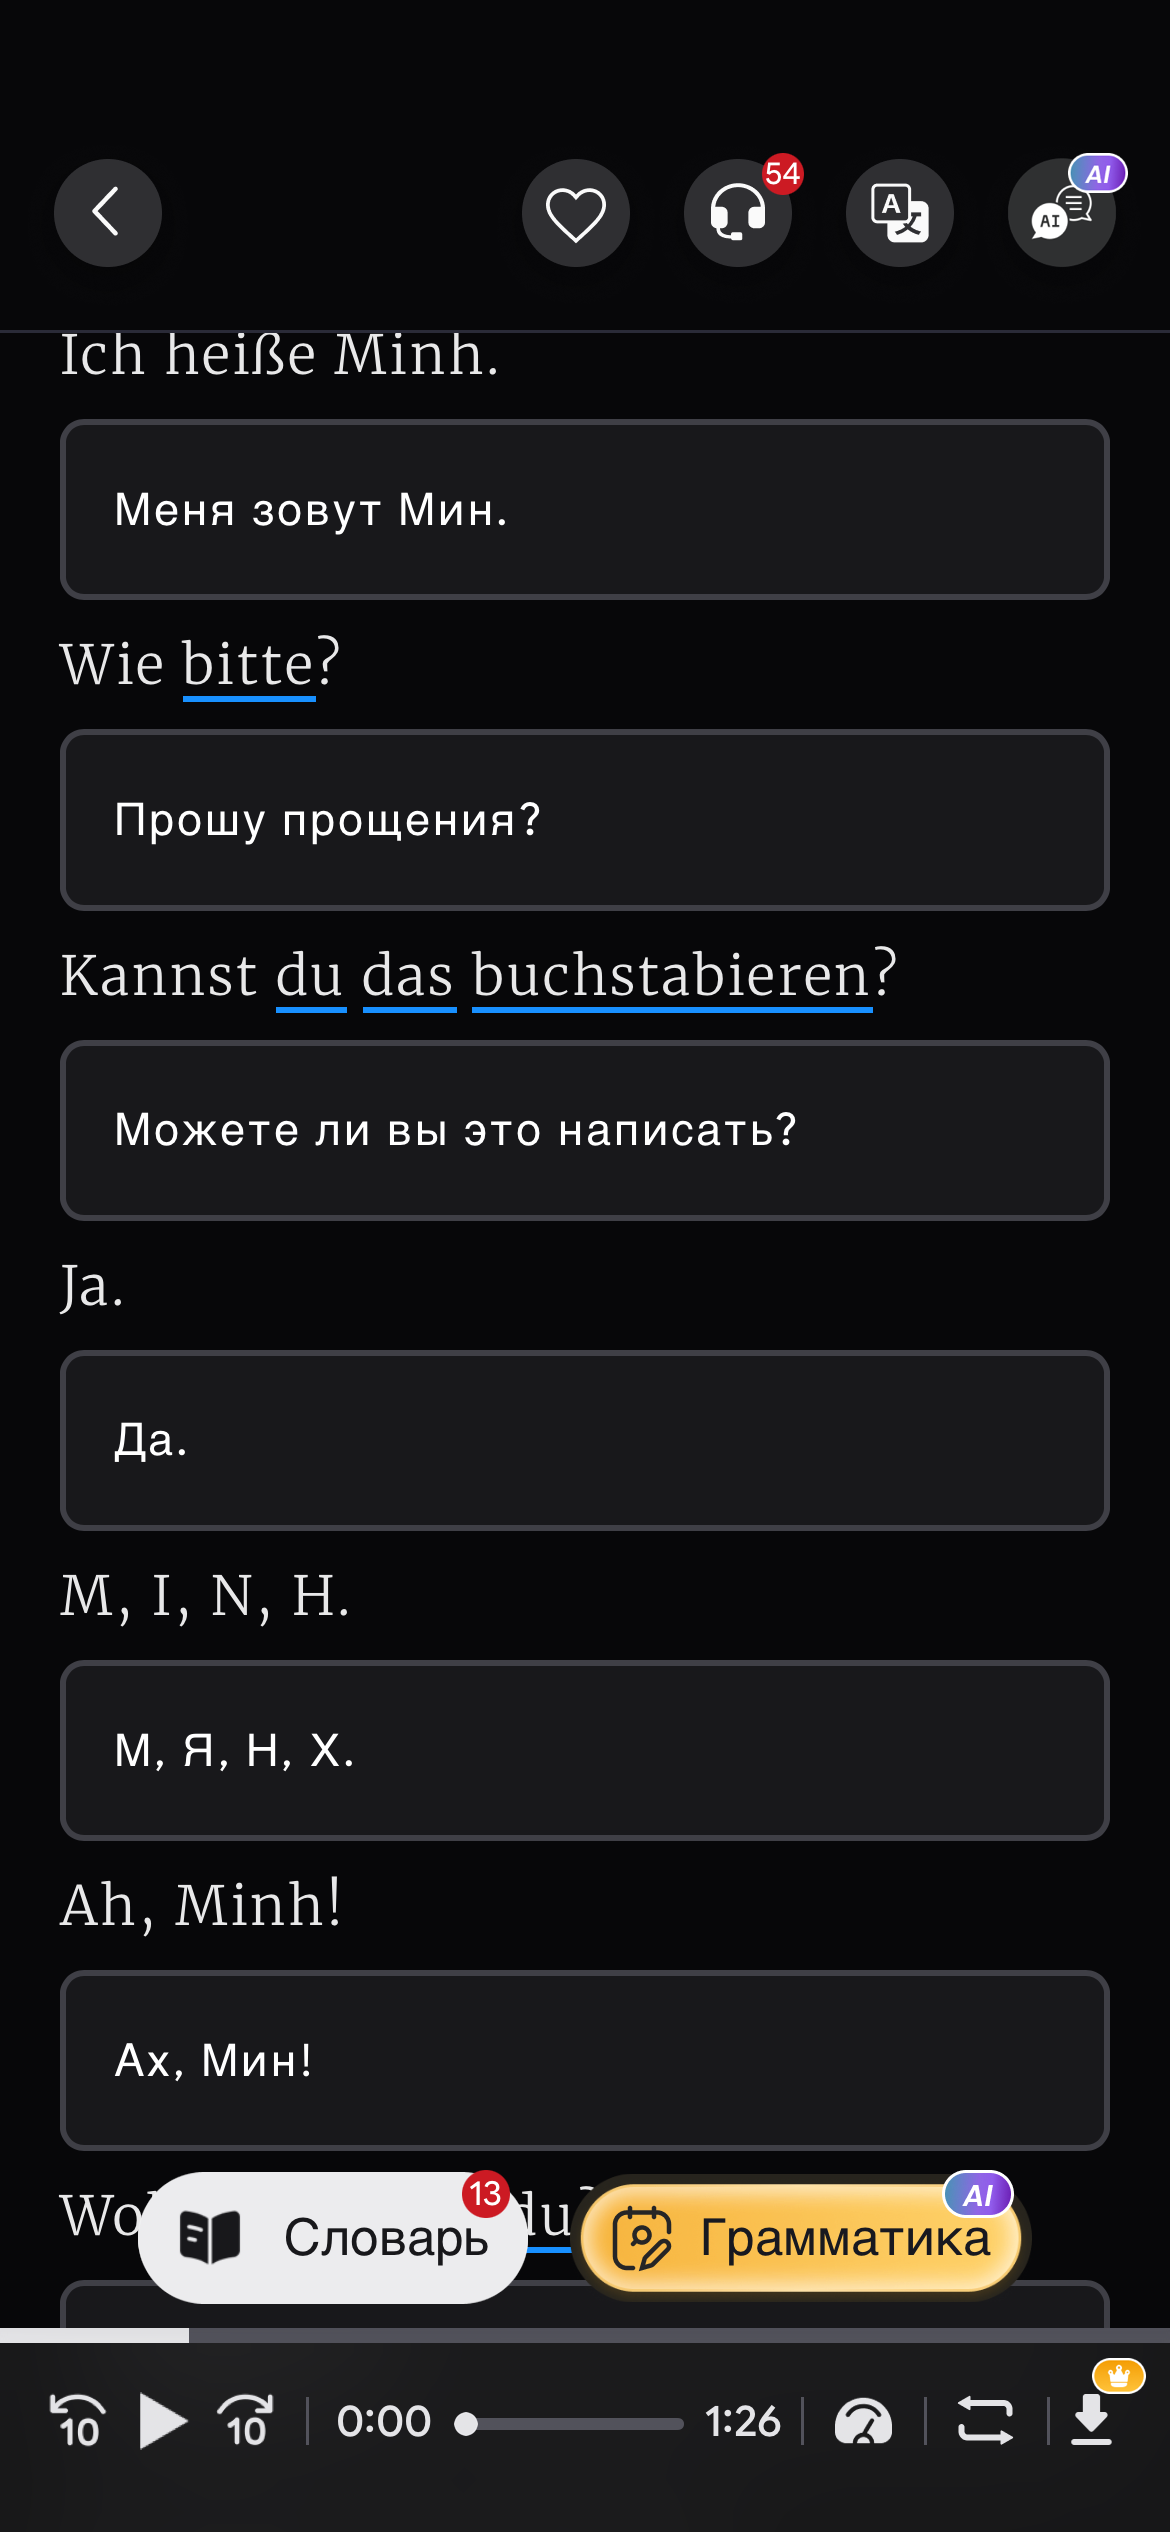 54
A 文
AI
AI
Ich heiße Minh.
Меня зовут Мин.
Wie bitte?
Прошу прощения?
Kannst du das buchstabieren?
Можете ли вы это написать?
Ja.
Да.
M, I, N, H.
М, Я, Н, Х.
Ah, Minh!
Ах, Мин!
du?
13
Словарь
AI
Грамматика
10
10
0:00
1:26